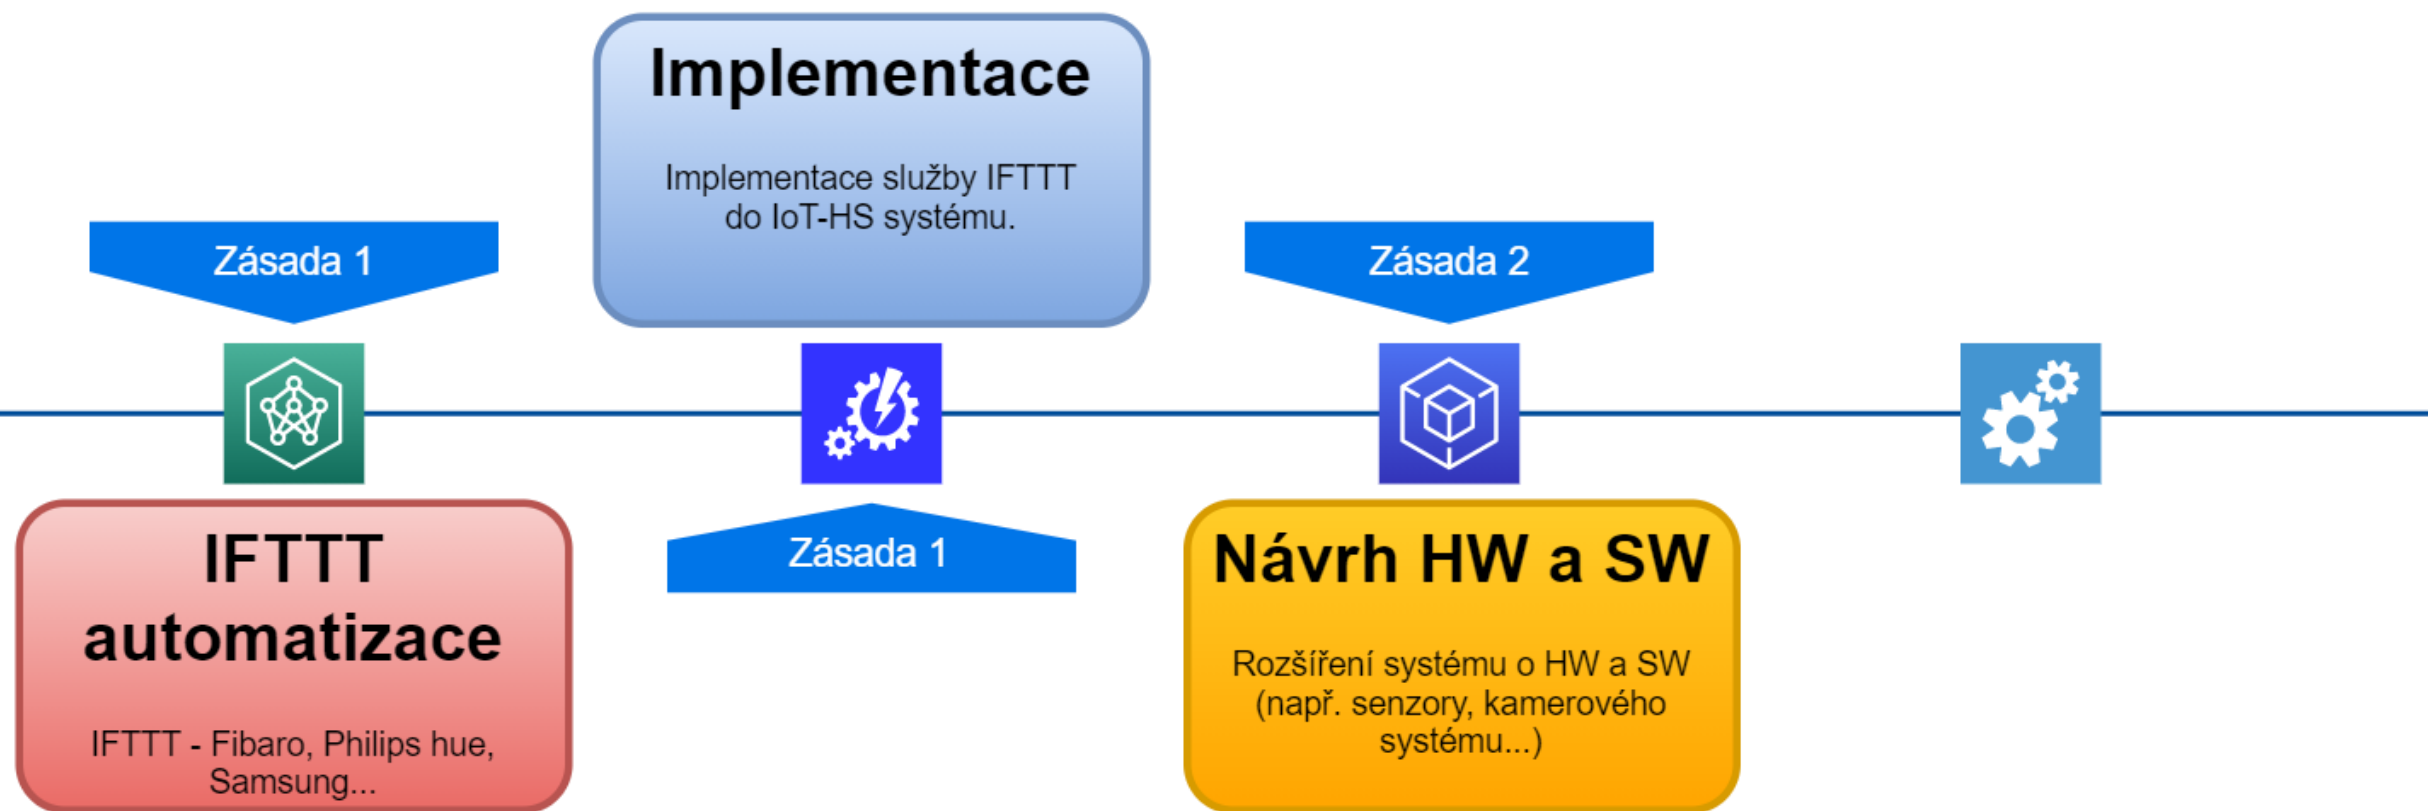 Zásada 1
IFTTT
automatizace
IFTTT - Fibaro, Philips hue,
Samsung...
Implementace
Implementace služby IFTTT
do IoT-HS systému.
Zásada 1
Zásada 2
Návrh HW a SW
Rozšíření systému o HW a SW
(např. senzory, kamerového
systému...)